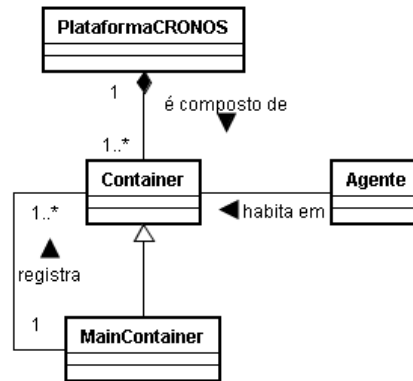 PlataformaCRONOS
1
é composto de
1..*
Container
Agente
1..*
habita em
registra
1
MainContainer